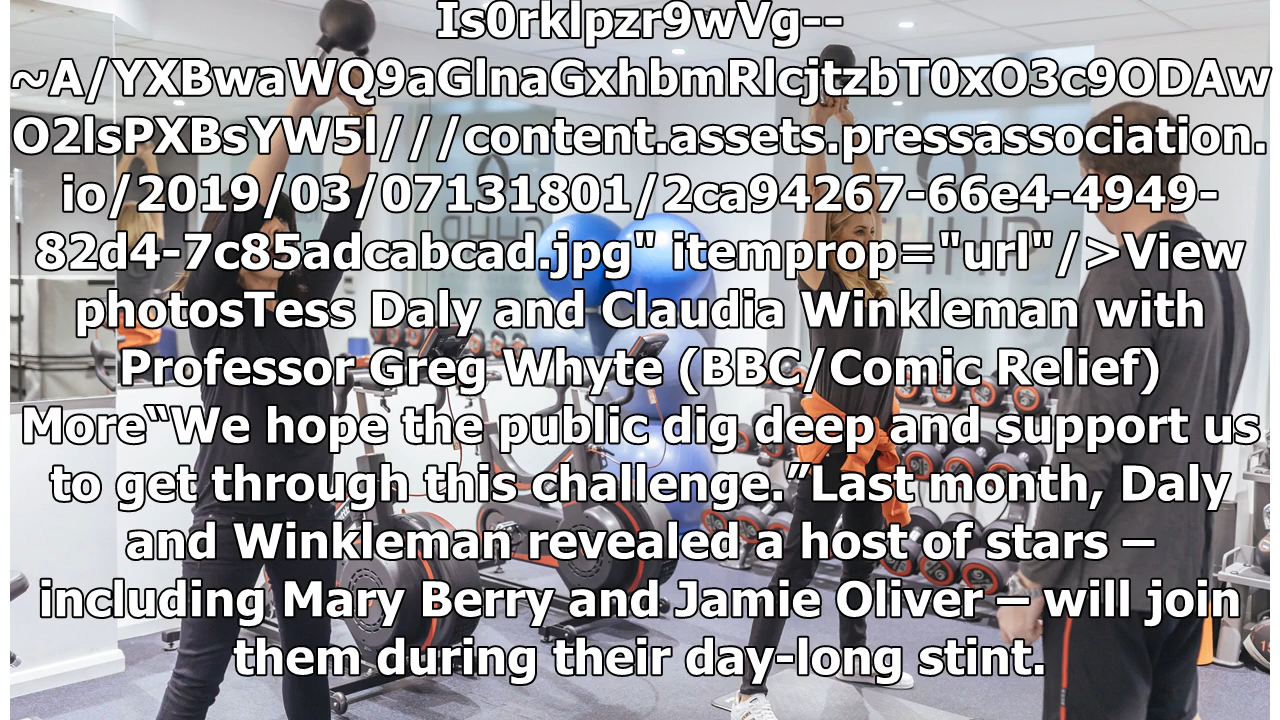 Is0rklpzr9wVg--
~A/YXBwaWQ9aGlnaGxhbmRlcjtzbT0xO3c9ODAw
O2lsPXBsYW5l///content.assets.pressassociation.
io/2019/03/07131801/2ca94267-66e4-4949-
82d4-7c85adcabcad.jpg" itemprop="url"/>View
photosTess Daly and Claudia Winkleman with
Professor Greg Whyte (BBC/Comic Relief)
More“We hope the public dig deep and support us
to get through this challenge.”Last month, Daly
and Winkleman revealed a host of stars –
including Mary Berry and Jamie Oliver – will join
them during their day-long stint.